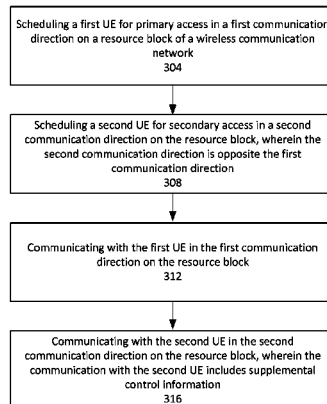 Scheduling a first UE for primary access in a first communication
direction on a resource block of a wireless communication
network
304
Scheduling a second UE for secondary access in a second
communication direction on the resource block, wherein the
second communication direction is opposite the first
communication direction
308
Communicating with the first UE in the first communication
direction on the resource block
312
Communicating with the second UE in the second
communication direction on the resource block, wherein the
communication with the second UE includes supplemental
control information
316